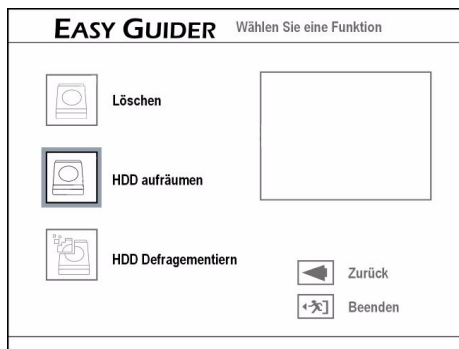 EASY GUIDER Wählen Sie eine Funktion
Löschen
HDD aufräumen
HDD Defragementiern
Zurück
Beenden